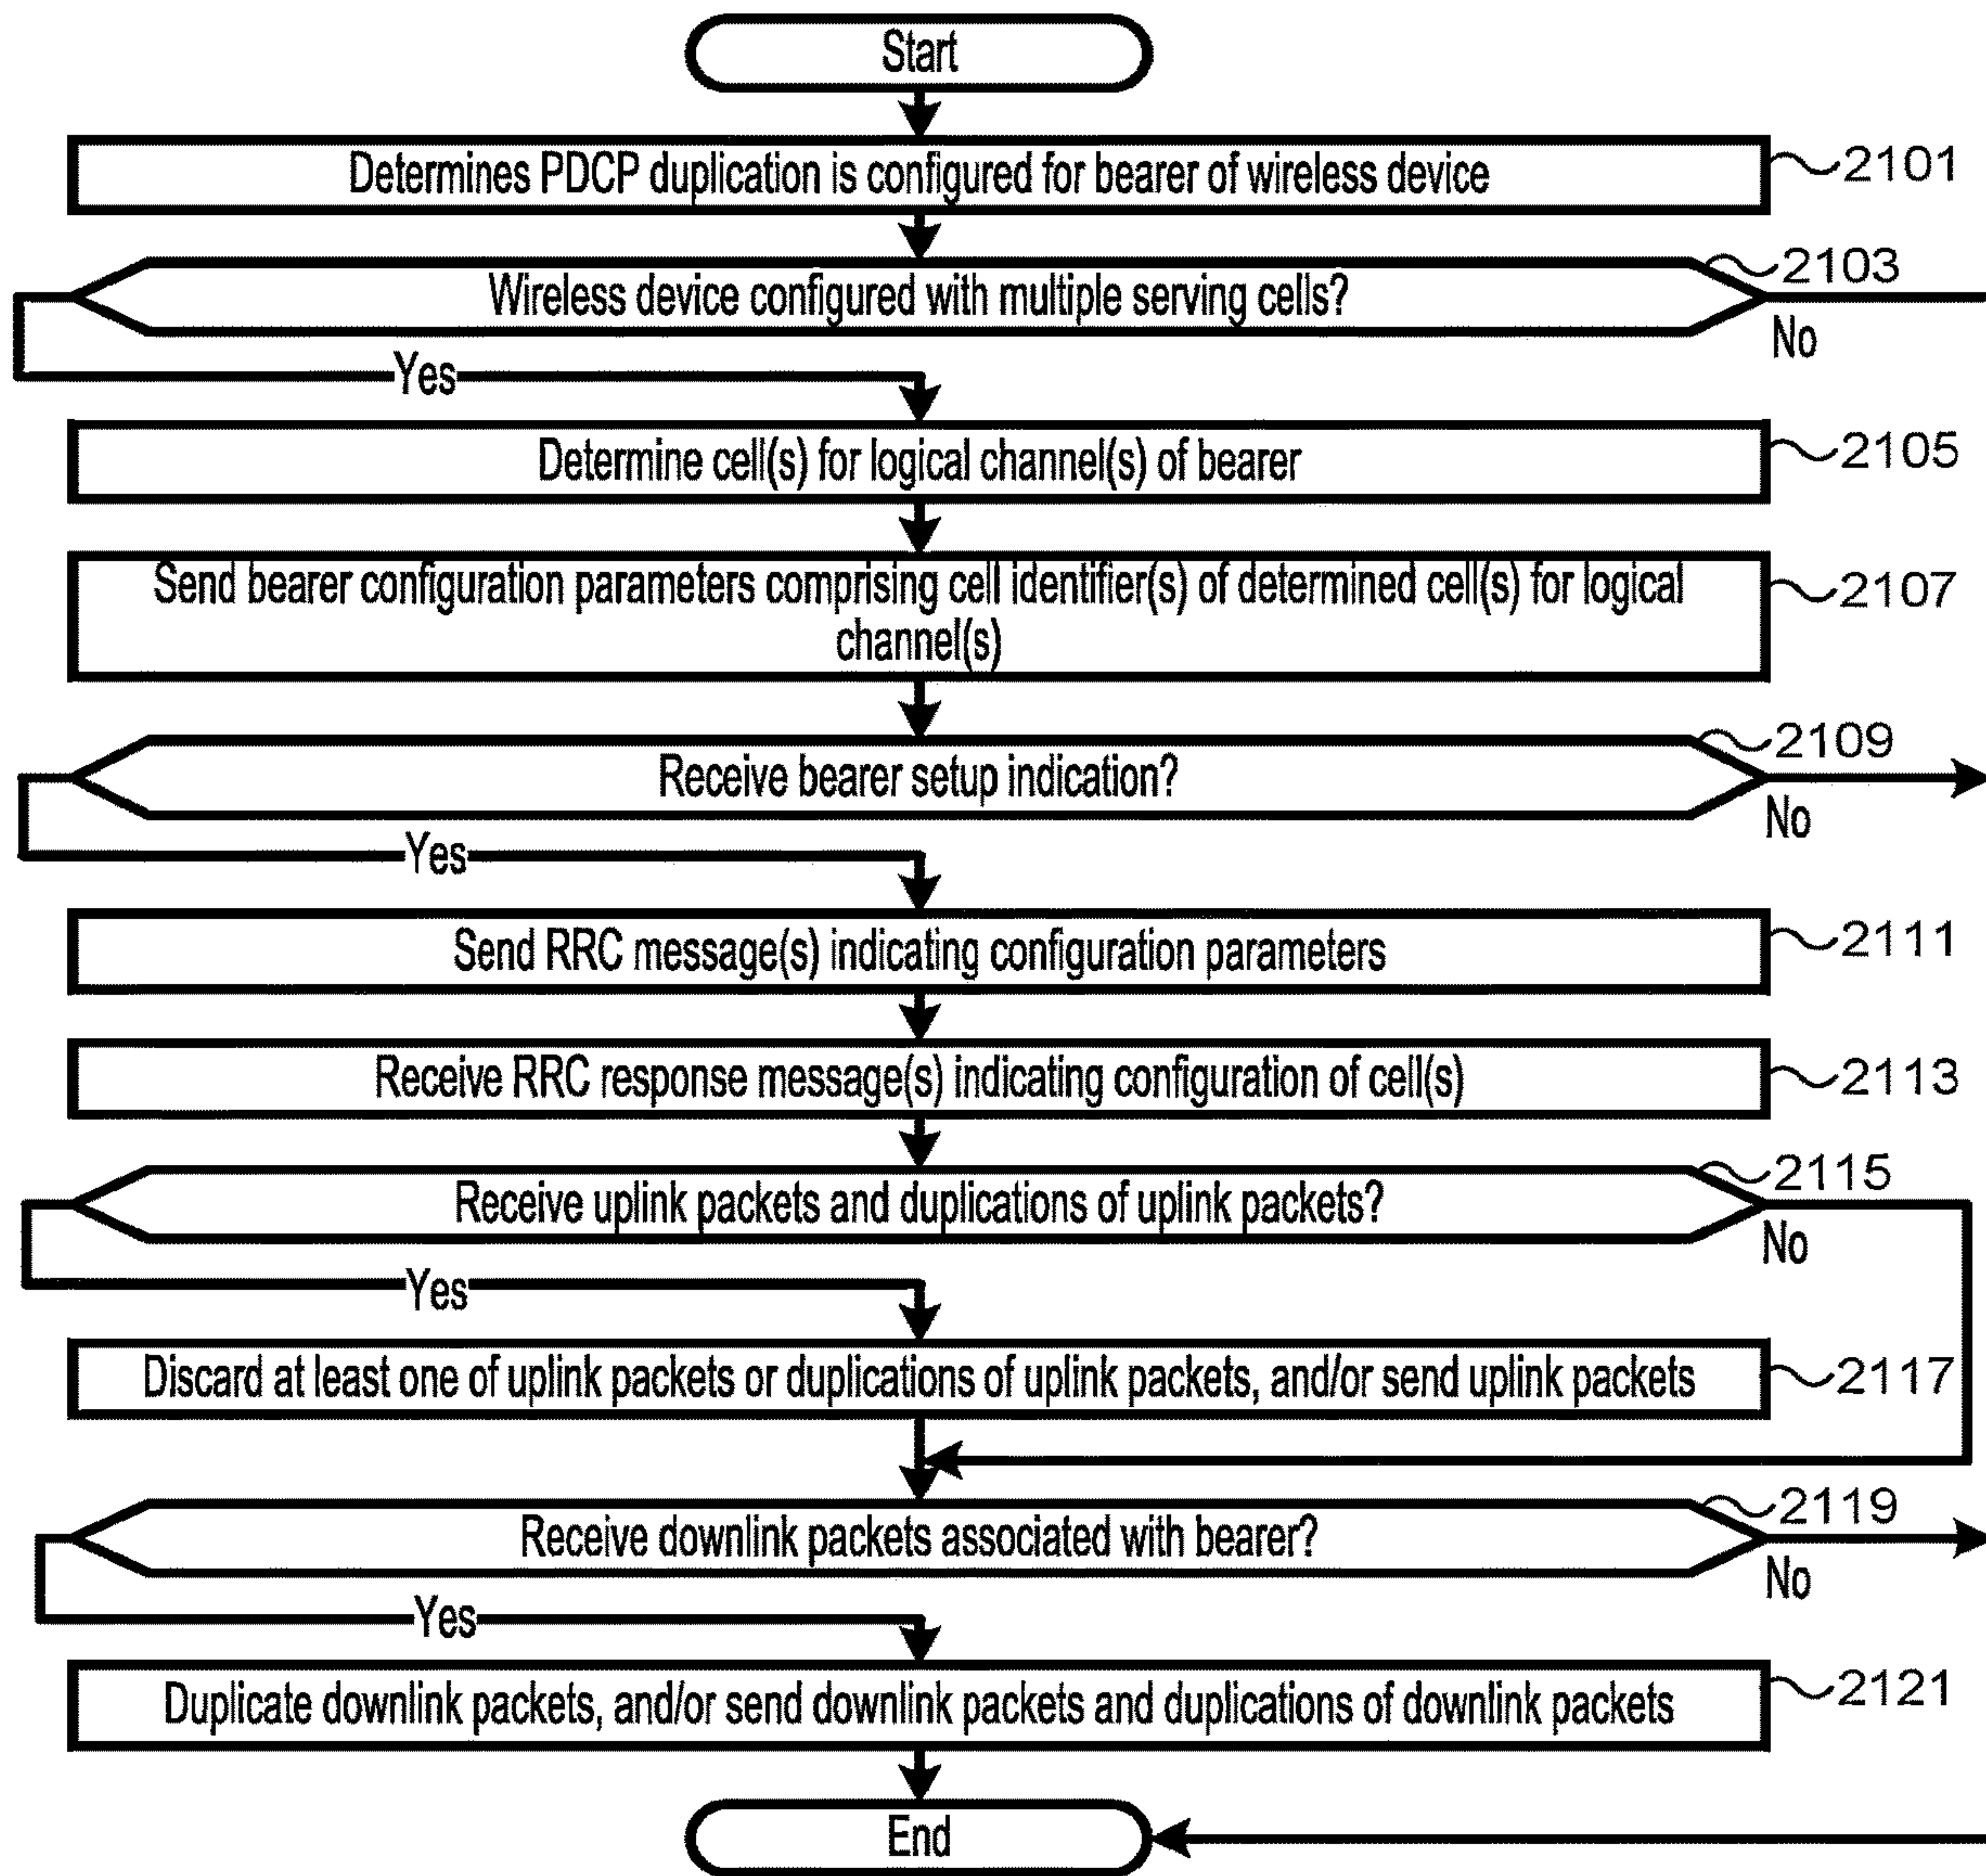 Start
Determines PDCP duplication is configured for bearer of wireless device
2101
Wireless device configured with multiple serving cells?
2103
No
Yes
Determine cell(s) for logical channel(s) of bearer
2105
Send bearer configuration parameters comprising cell identifier(s) of determined cell(s) for logical
channel(s)
2107
Receive bearer setup indication?
2109
No
Yes
Send RRC message(s) indicating configuration parameters
2111
Receive RRC response message(s) indicating configuration of cell(s)
2113
Receive uplink packets and duplications of uplink packets?
2115
No
Yes
Discard at least one of uplink packets or duplications of uplink packets, and/or send uplink packets
2117
Receive downlink packets associated with bearer?
2119
No
Yes
Duplicate downlink packets, and/or send downlink packets and duplications of downlink packets
2121
End